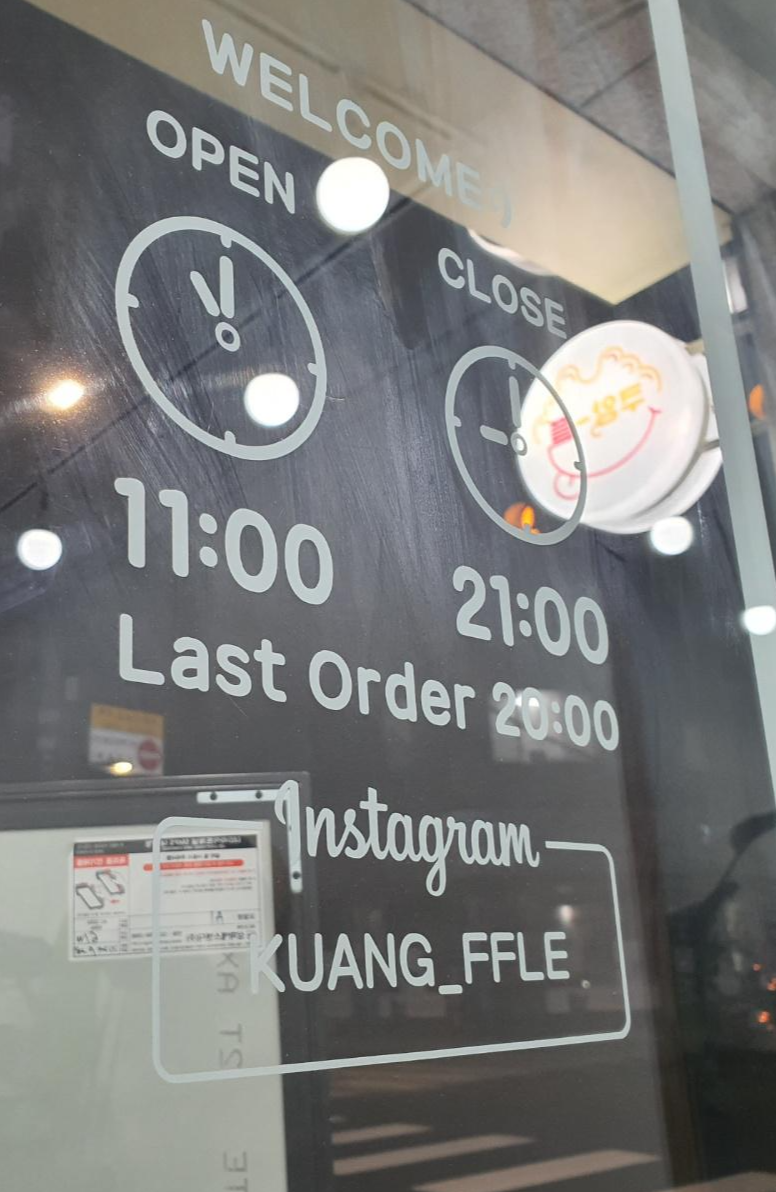 WELCOME :)
OPEN
CLOSE
11:00
21:00
Last Order 20:00
Instagram
KUANG_FFLE